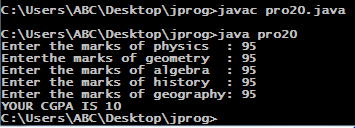 C:\Users\ABC\Desktop\jprog>javac pro20.java
C:\Users\ABC\Desktop\jprog>java pro20
Enter the marks of physics  : 95
Enterthe marks of geometry  : 95
Enter the marks of algebra  : 95
Enter the marks of history  : 95
Enter the marks of geography: 95
YOUR CGPA IS 10
C:\Users\ABC\Desktop\jprog>